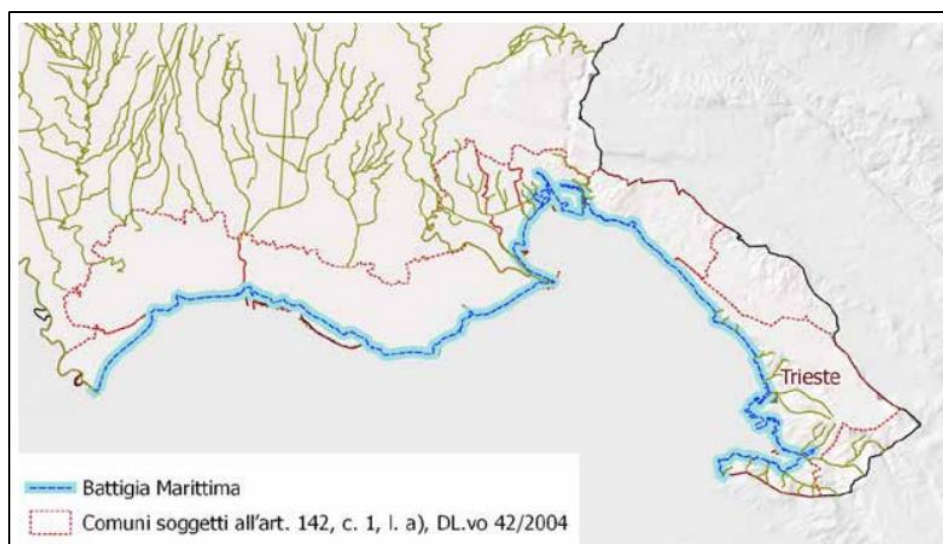 Trieste
Battigia Marittima
Comuni soggetti all'art. 142, c. 1, l. a), DL.vo 42/2004